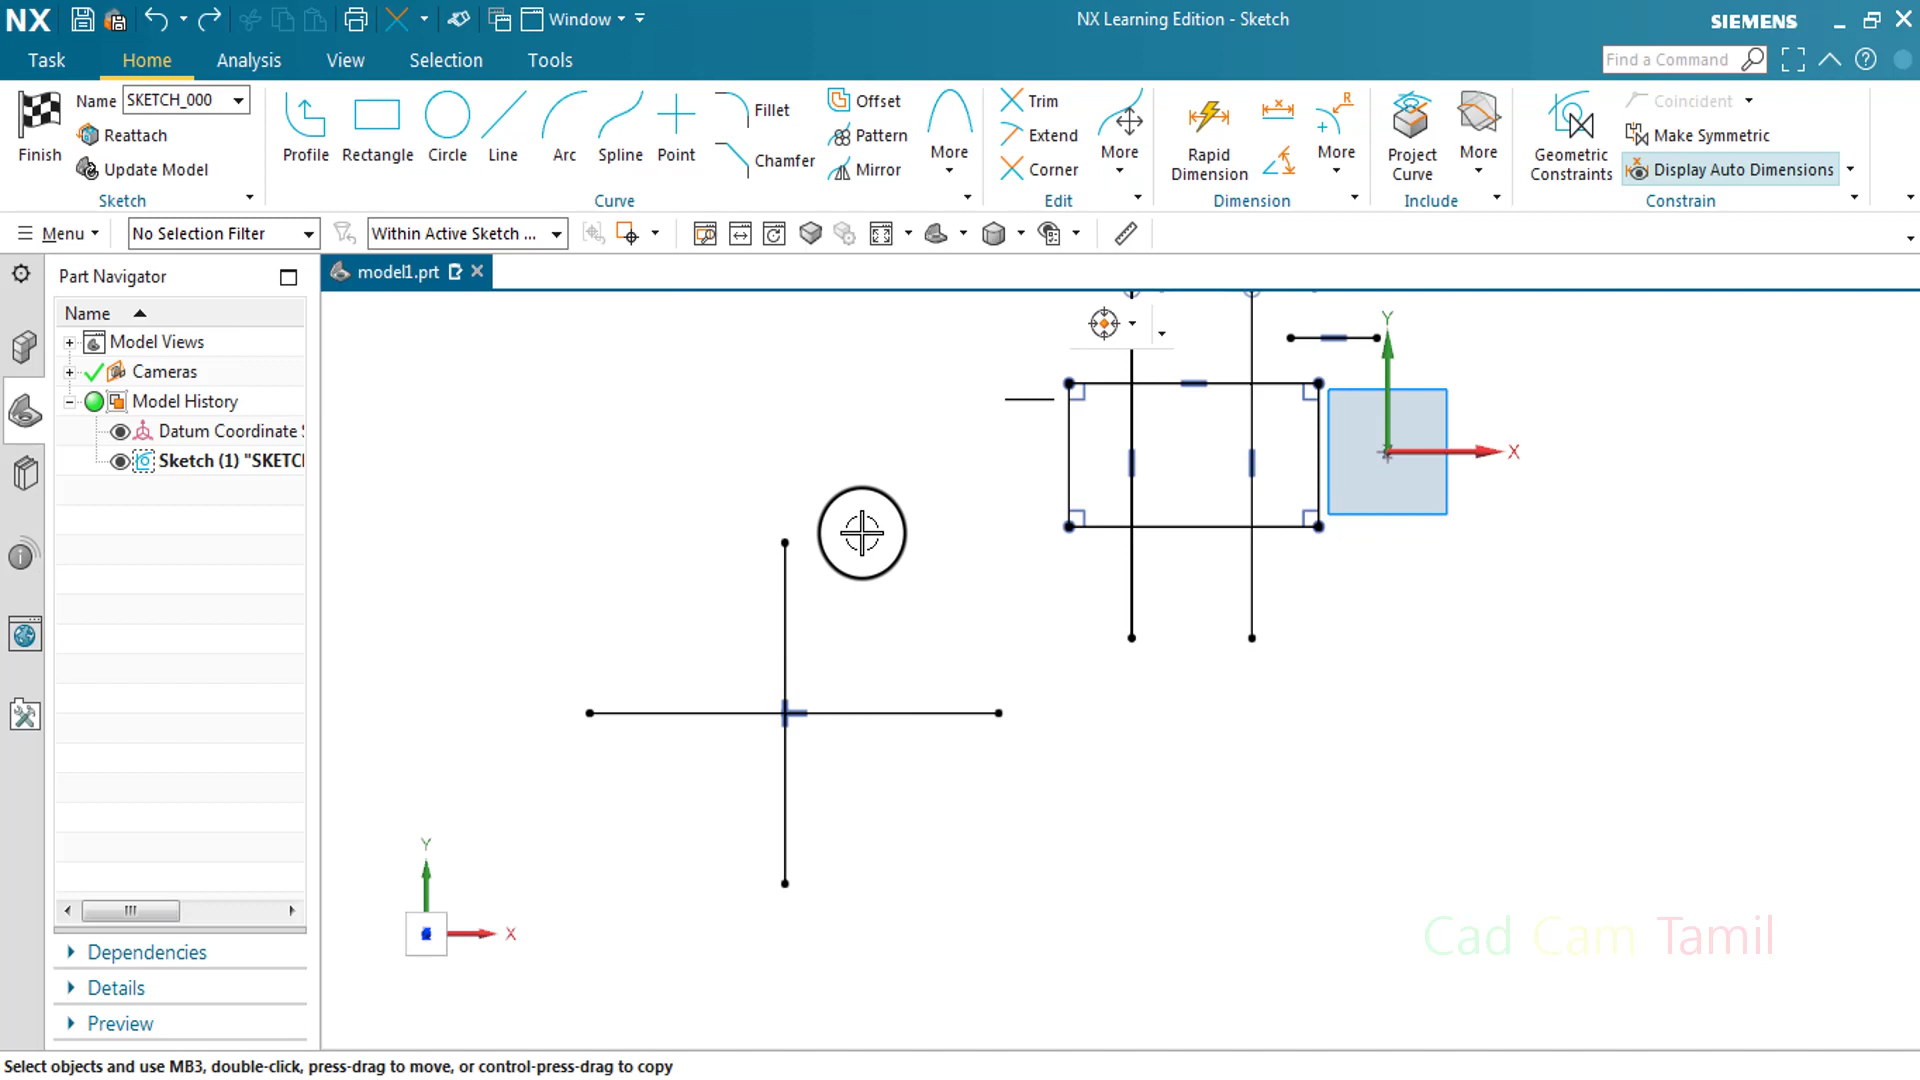 NX Window NX Learning Edition - Sketch SIEMENS
Task Home Analysis View Selection Tools Find a Command
Name SKETCH_000
Reattach
Update Model
Finish
Sketch
Profile Rectangle Circle Line Arc Spline Point
Fillet
Chamfer
Offset
Pattern
Mirror
More
Curve
Trim
Extend
Corner
More
Edit
Rapid Dimension
More
Dimension
Project Curve
More
Include
Geometric Constraints
Coincident
Make Symmetric
Display Auto Dimensions
Constrain
Menu No Selection Filter Within Active Sketch ...
Part Navigator
model1.prt
Name
Model Views
Cameras
Model History
Datum Coordinate
Sketch (1) "SKETC
Dependencies
Details
Preview
Y
X
Y
X
Cad Cam Tamil
Select objects and use MB3, double-click, press-drag to move, or control-press-drag to copy